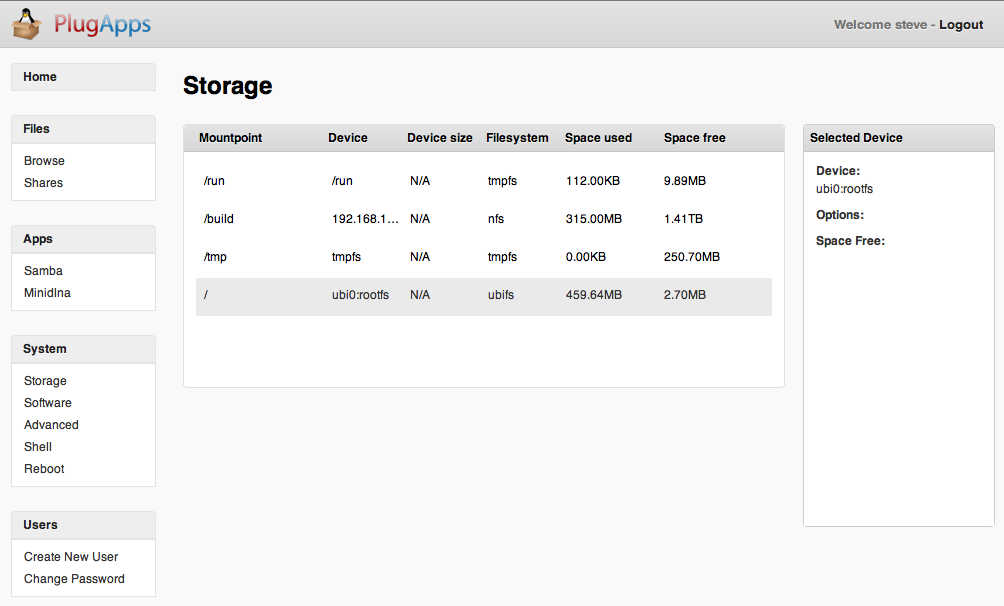 PlugApps
Welcome steve - Logout
Home
Files
Browse
Shares
Apps
Samba
Minidlna
System
Storage
Software
Advanced
Shell
Reboot
Users
Create New User
Change Password
Storage
Mountpoint Device Device size Filesystem Space used Space free
/run /run N/A tmpfs 112.00KB 9.89MB
/build 192.168.1... N/A nfs 315.00MB 1.41TB
/tmp tmpfs N/A tmpfs 0.00KB 250.70MB
/ ubi0:rootfs N/A ubifs 459.64MB 2.70MB
Selected Device
Device:
ubi0:rootfs
Options:
Space Free: